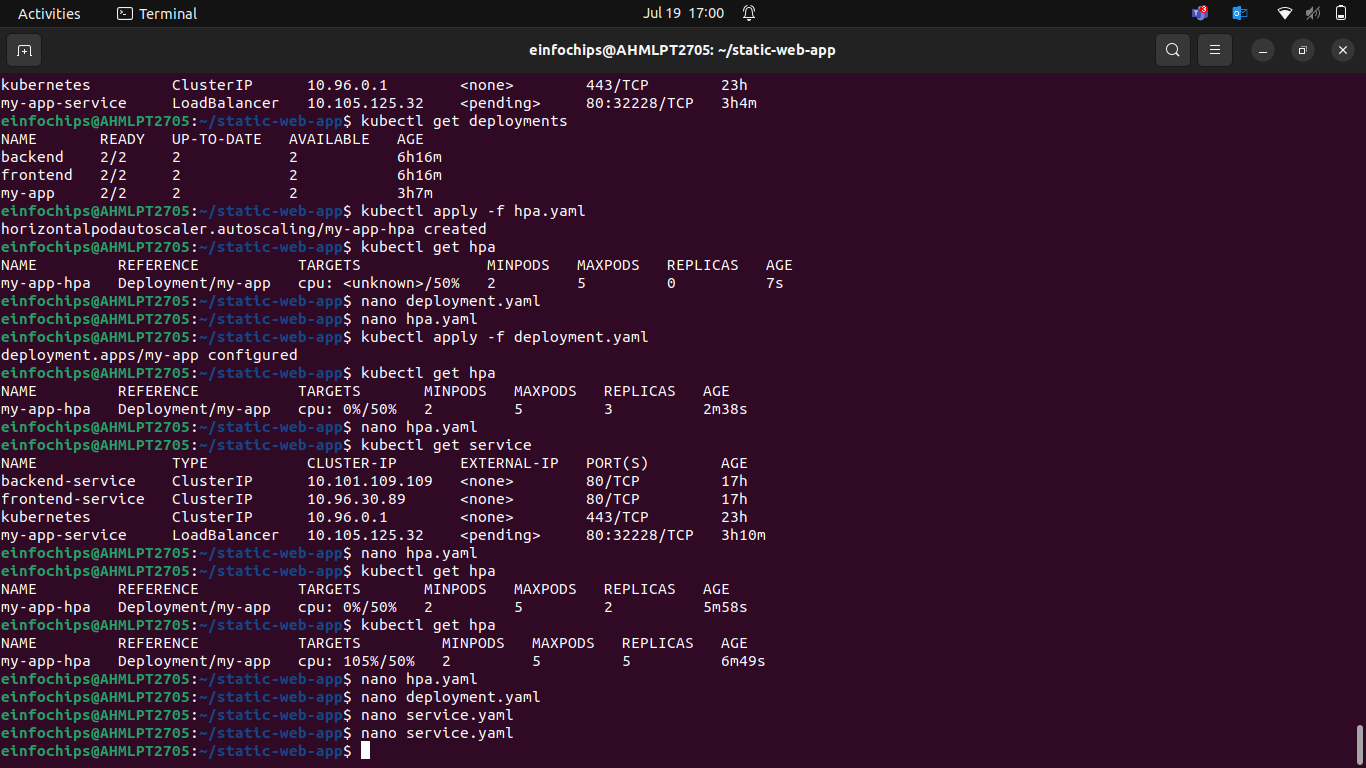 Activities Terminal Jul 19 17:00 3
einfochips@AHMLPT2705: ~/static-web-app
kubernetes ClusterIP 10.96.0.1 <none> 443/TCP 23h
my-app-service LoadBalancer 10.105.125.32 <pending> 80:32228/TCP 3h4m
einfochips@AHMLPT2705:~/static-web-app$ kubectl get deployments
NAME READY UP-TO-DATE AVAILABLE AGE
backend 2/2 2 2 6h16m
frontend 2/2 2 2 6h16m
my-app 2/2 2 2 3h7m
einfochips@AHMLPT2705:~/static-web-app$ kubectl apply -f hpa.yaml
horizontalpodautoscaler.autoscaling/my-app-hpa created
einfochips@AHMLPT2705:~/static-web-app$ kubectl get hpa
NAME REFERENCE TARGETS MINPODS MAXPODS REPLICAS AGE
my-app-hpa Deployment/my-app cpu: <unknown>/50% 2 5 0 7s
einfochips@AHMLPT2705:~/static-web-app$ nano deployment.yaml
einfochips@AHMLPT2705:~/static-web-app$ nano hpa.yaml
einfochips@AHMLPT2705:~/static-web-app$ kubectl apply -f deployment.yaml
deployment.apps/my-app configured
einfochips@AHMLPT2705:~/static-web-app$ kubectl get hpa
NAME REFERENCE TARGETS MINPODS MAXPODS REPLICAS AGE
my-app-hpa Deployment/my-app cpu: 0%/50% 2 5 3 2m38s
einfochips@AHMLPT2705:~/static-web-app$ nano hpa.yaml
einfochips@AHMLPT2705:~/static-web-app$ kubectl get service
NAME TYPE CLUSTER-IP EXTERNAL-IP PORT(S) AGE
backend-service ClusterIP 10.101.109.109 <none> 80/TCP 17h
frontend-service ClusterIP 10.96.30.89 <none> 80/TCP 17h
kubernetes ClusterIP 10.96.0.1 <none> 443/TCP 23h
my-app-service LoadBalancer 10.105.125.32 <pending> 80:32228/TCP 3h10m
einfochips@AHMLPT2705:~/static-web-app$ nano hpa.yaml
einfochips@AHMLPT2705:~/static-web-app$ kubectl get hpa
NAME REFERENCE TARGETS MINPODS MAXPODS REPLICAS AGE
my-app-hpa Deployment/my-app cpu: 0%/50% 2 5 2 5m58s
einfochips@AHMLPT2705:~/static-web-app$ kubectl get hpa
NAME REFERENCE TARGETS MINPODS MAXPODS REPLICAS AGE
my-app-hpa Deployment/my-app cpu: 105%/50% 2 5 5 6m49s
einfochips@AHMLPT2705:~/static-web-app$ nano hpa.yaml
einfochips@AHMLPT2705:~/static-web-app$ nano deployment.yaml
einfochips@AHMLPT2705:~/static-web-app$ nano service.yaml
einfochips@AHMLPT2705:~/static-web-app$ nano service.yaml
einfochips@AHMLPT2705:~/static-web-app$